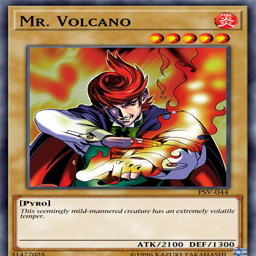 MR. VOLCANO
炎
PSV-044
[PYRO]
This seemingly mild-mannered creature has an extremely volatile
temper.
ATK/2100 DEF/1300
©1996 KAZUKI TAKAHASHI